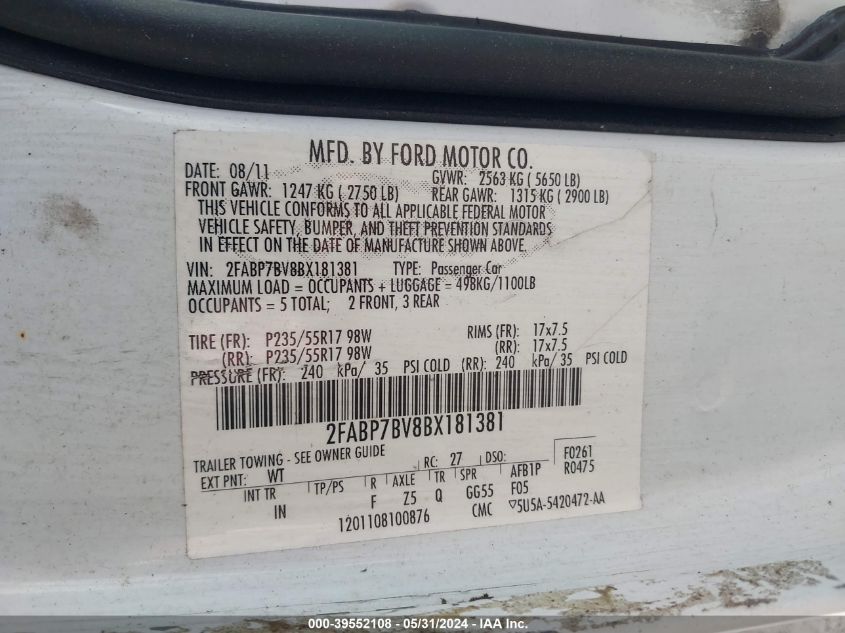 MFD. BY FORD MOTOR CO.
DATE: 08/11 GVWR: 2563 KG ( 5650 LB)
FRONT GAWR: 1247 KG ( 2750 LB) REAR GAWR: 1315 KG ( 2900 LB)
THIS VEHICLE CONFORMS TO ALL APPLICABLE FEDERAL MOTOR
VEHICLE SAFETY, BUMPER, AND THEFT PREVENTION STANDARDS
IN EFFECT ON THE DATE OF MANUFACTURE SHOWN ABOVE.
VIN: 2FABP7BV8BX181381 TYPE: Passenger Car
MAXIMUM LOAD = OCCUPANTS + LUGGAGE = 498KG/1100LB
OCCUPANTS = 5 TOTAL; 2 FRONT, 3 REAR
TIRE (FR): P235/55R17 98W RIMS (FR): 17x7.5
(RR): P235/55R17 98W (RR): 17x7.5
PRESSURE (FR): 240 kPa/ 35 PSI COLD (RR): 240 kPa/ 35 PSI COLD
2FABP7BV8BX181381
TRAILER TOWING - SEE OWNER GUIDE
EXT PNT: WT RC: 27 DSO: F0261
INT TR TP/PS R AXLE TR SPR AFB1P R0475
IN F Z5 Q GG55 F05
1201108100876 CMC ▽5U5A-5420472-AA
000-39552108 - 05/31/2024 - IAA Inc.